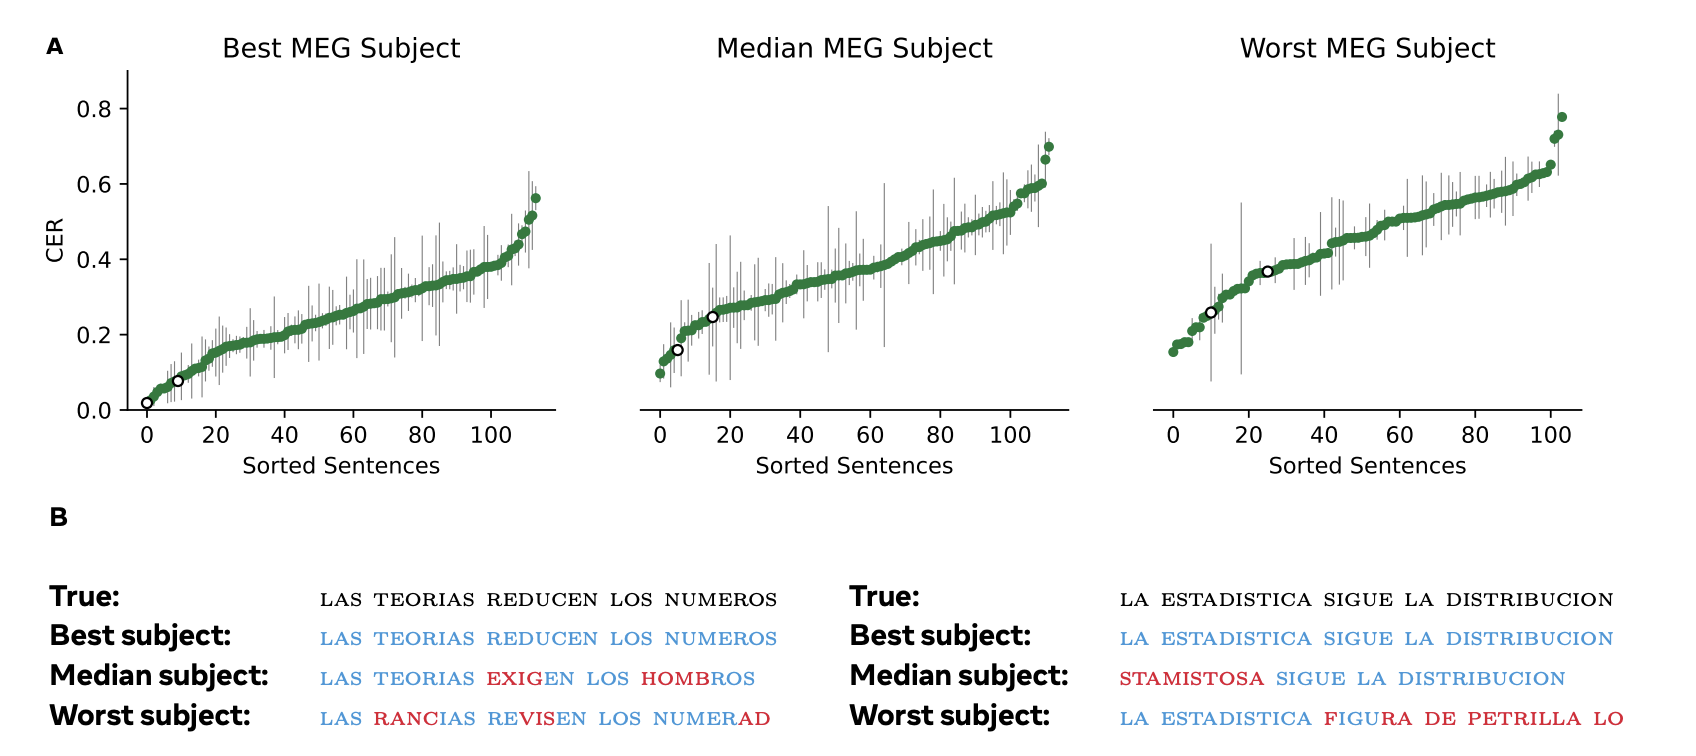 A
Best MEG Subject
Median MEG Subject
Worst MEG Subject
CER
0.8
0.6
0.4
0.2
0.0
0 20 40 60 80 100
0 20 40 60 80 100
0 20 40 60 80 100
Sorted Sentences
Sorted Sentences
Sorted Sentences
B
True: LAS TEORIAS REDUCEN LOS NUMEROS
Best subject: LAS TEORIAS REDUCEN LOS NUMEROS
Median subject: LAS TEORIAS EXIGEN LOS HOMBROS
Worst subject: LAS RANCIAS REVISEN LOS NUMERAD
True: LA ESTADISTICA SIGUE LA DISTRIBUCION
Best subject: LA ESTADISTICA SIGUE LA DISTRIBUCION
Median subject: STAMISTOSA SIGUE LA DISTRIBUCION
Worst subject: LA ESTADISTICA FIGURA DE PETRILLA LO